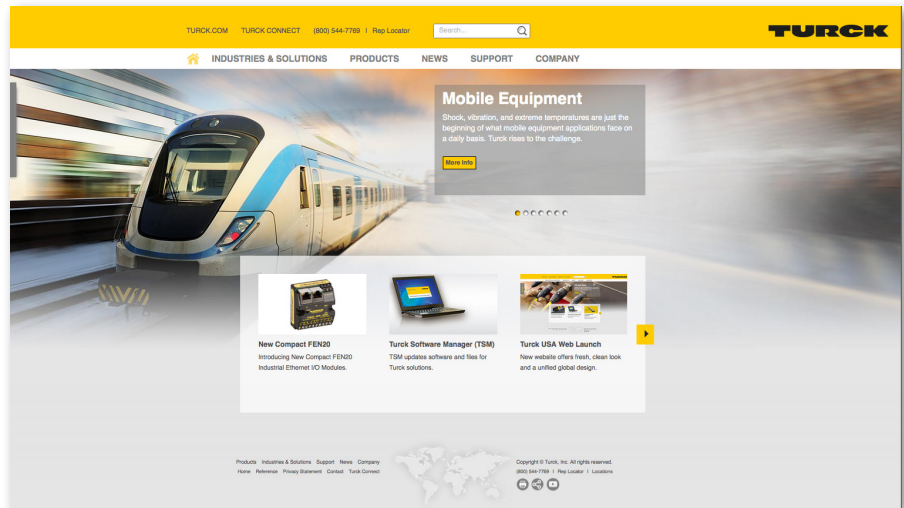 TURCK.COM TURCK CONNECT (800) 544-7769 | Rep Locator Search...
TURCK
INDUSTRIES & SOLUTIONS PRODUCTS NEWS SUPPORT COMPANY
Mobile Equipment
Shock, vibration, and extreme temperatures are just the
beginning of what mobile equipment applications face on
a daily basis. Turck rises to the challenge.
More Info
New Compact FEN20
Introducing New Compact FEN20
Industrial Ethernet I/O Modules.
Turck Software Manager (TSM)
TSM updates software and files for
Turck solutions.
Turck USA Web Launch
New website offers fresh, clean look
and a unified global design.
Products Industries & Solutions Support News Company
Home Reference Privacy Statement Contact Turck Connect
Copyright © Turck, Inc. All rights reserved.
(800) 544-7769 | Rep Locator | Locations